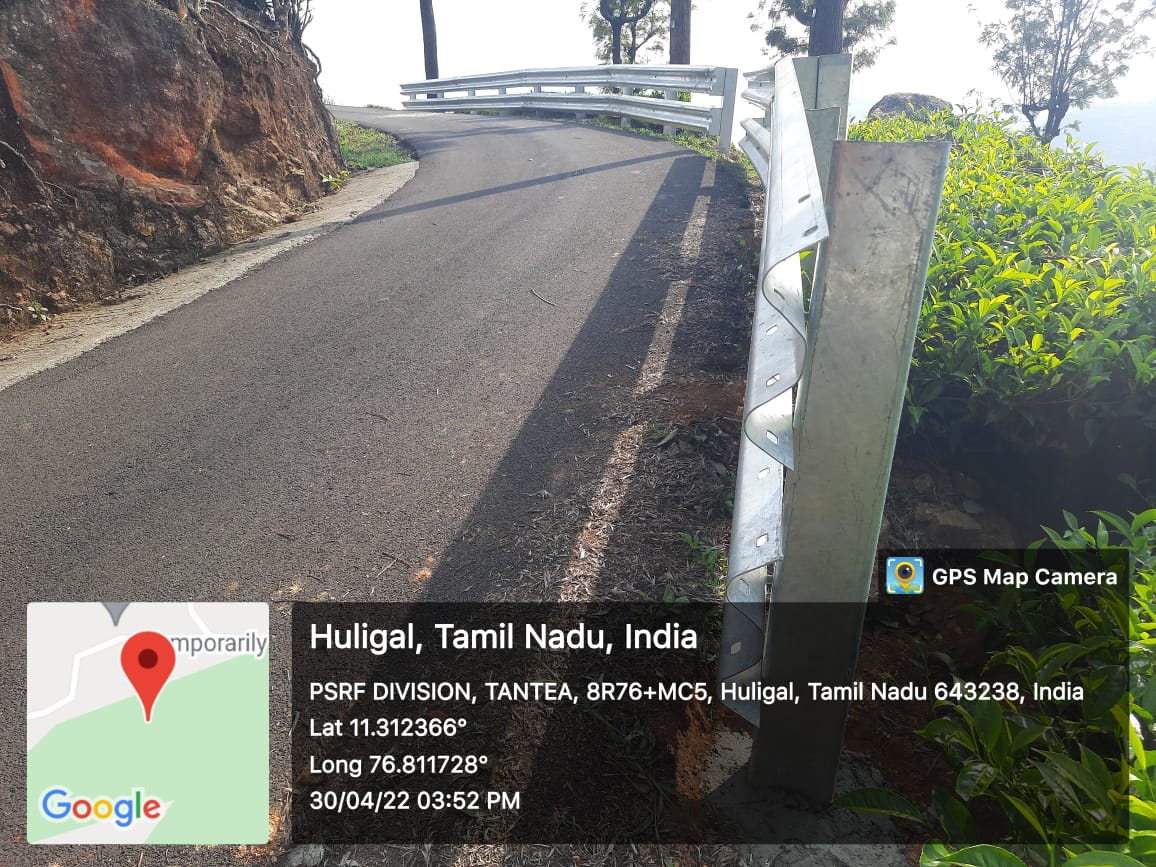 GPS Map Camera
mporarily
Google
Huligal, Tamil Nadu, India
PSRF DIVISION, TANTEA, 8R76+MC5, Huligal, Tamil Nadu 643238, India
Lat 11.312366°
Long 76.811728°
30/04/22 03:52 PM